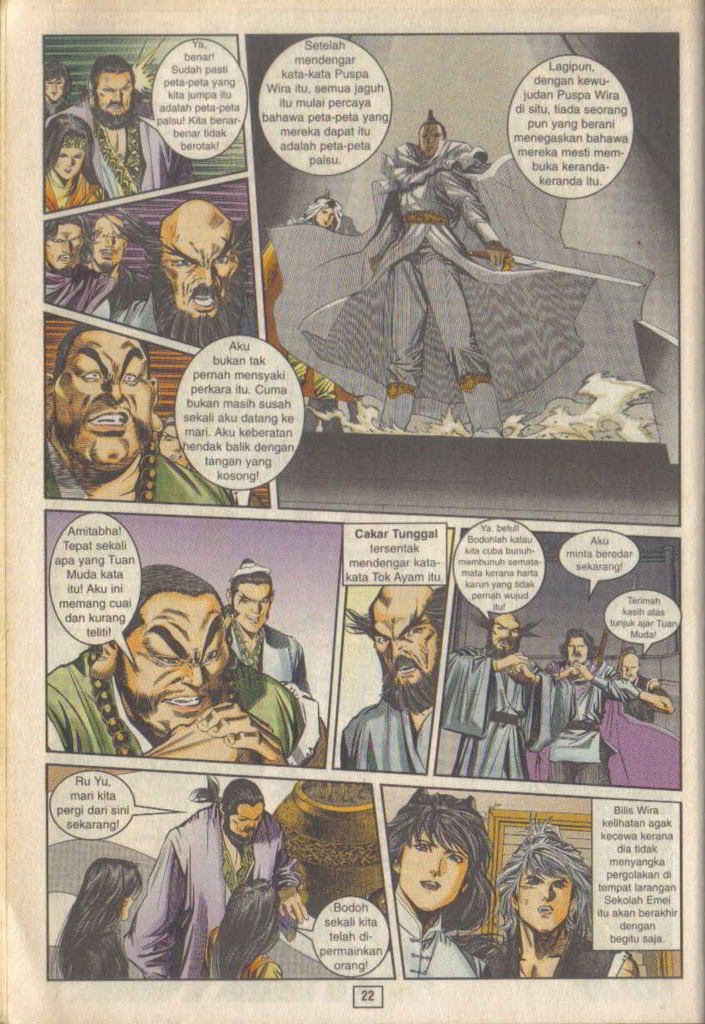 Ya,
benar!
Sudah pasti
peta-peta yang
kita jumpa itu
adalah peta-peta
palsu! Kita benar-
benar tidak
berotak!
Setelah
mendengar
kata-kata Puspa
Wira itu, semua jaguh
itu mulai percaya
bahawa peta-peta yang
mereka dapat itu
adalah peta-peta
palsu.
Lagipun,
dengan kewu-
judan Puspa Wira
di situ, tiada seorang
pun yang berani
menegaskan bahawa
mereka mesti mem-
buka keranda-
keranda itu.
Aku
bukan tak
pernah mensyaki
perkara itu. Cuma
bukan masih susah
sekali aku datang ke
mari. Aku keberatan
hendak balik dengan
tangan yang
kosong!
Amitabha!
Tepat sekali
apa yang Tuan
Muda kata
itu! Aku ini
memang cuai
dan kurang
teliti!
Cakar Tunggal
tersentak
mendengar kata-
kata Tok Ayam itu.
Ya, betul!
Bodohlah kalau
kita cuba bunuh-
membunuh semata-
mata kerana harta
karun yang tidak
pernah wujud
itu!
Aku
minta beredar
sekarang!
Terimah
kasih atas
tunjuk ajar Tuan
Muda!
Ru Yu,
mari kita
pergi dari sini
sekarang!
Bodoh
sekali kita
telah di-
permainkan
orang!
Bilis Wira
kelihatan agak
kecewa kerana
dia tidak
menyangka
pergolakan di
tempat larangan
Sekolah Emei
itu akan berakhir
dengan
begitu saja.
22